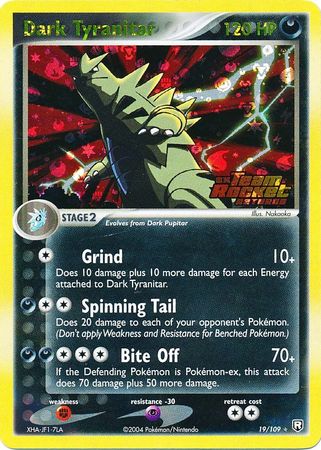 Dark Tyranitar 120 HP
EX Team
Rocket
RETURNS
Illus. Nakaoka
STAGE2 Evolves from Dark Pupitar
Grind 10+
Does 10 damage plus 10 more damage for each Energy
attached to Dark Tyranitar.
Spinning Tail
Does 20 damage to each of your opponent's Pokémon.
(Don't apply Weakness and Resistance for Benched Pokémon.)
Bite Off 70+
If the Defending Pokémon is Pokémon-ex, this attack
does 70 damage plus 50 more damage.
weakness resistance -30 retreat cost
XHA-JF1-7LA ©2004 Pokémon/Nintendo 19/109 ★
R